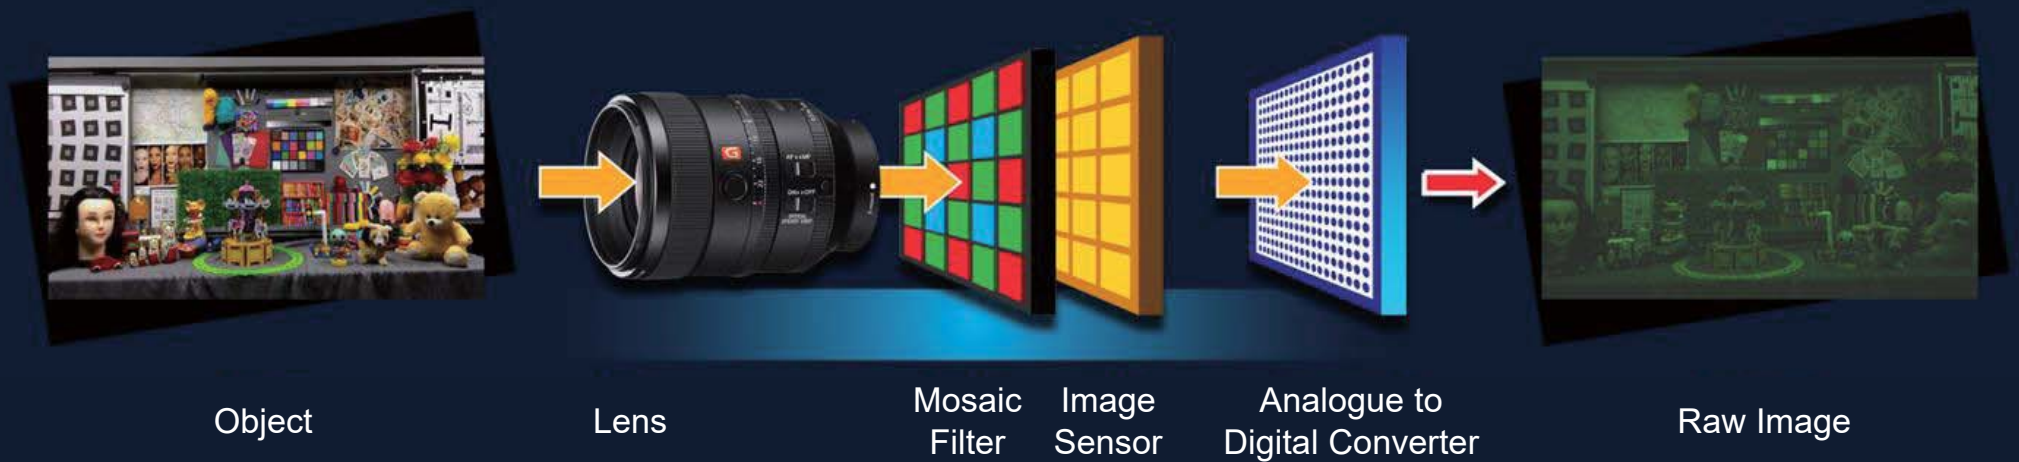 G
Object
Lens
Mosaic
Filter
Image
Sensor
Analogue to
Digital Converter
Raw Image